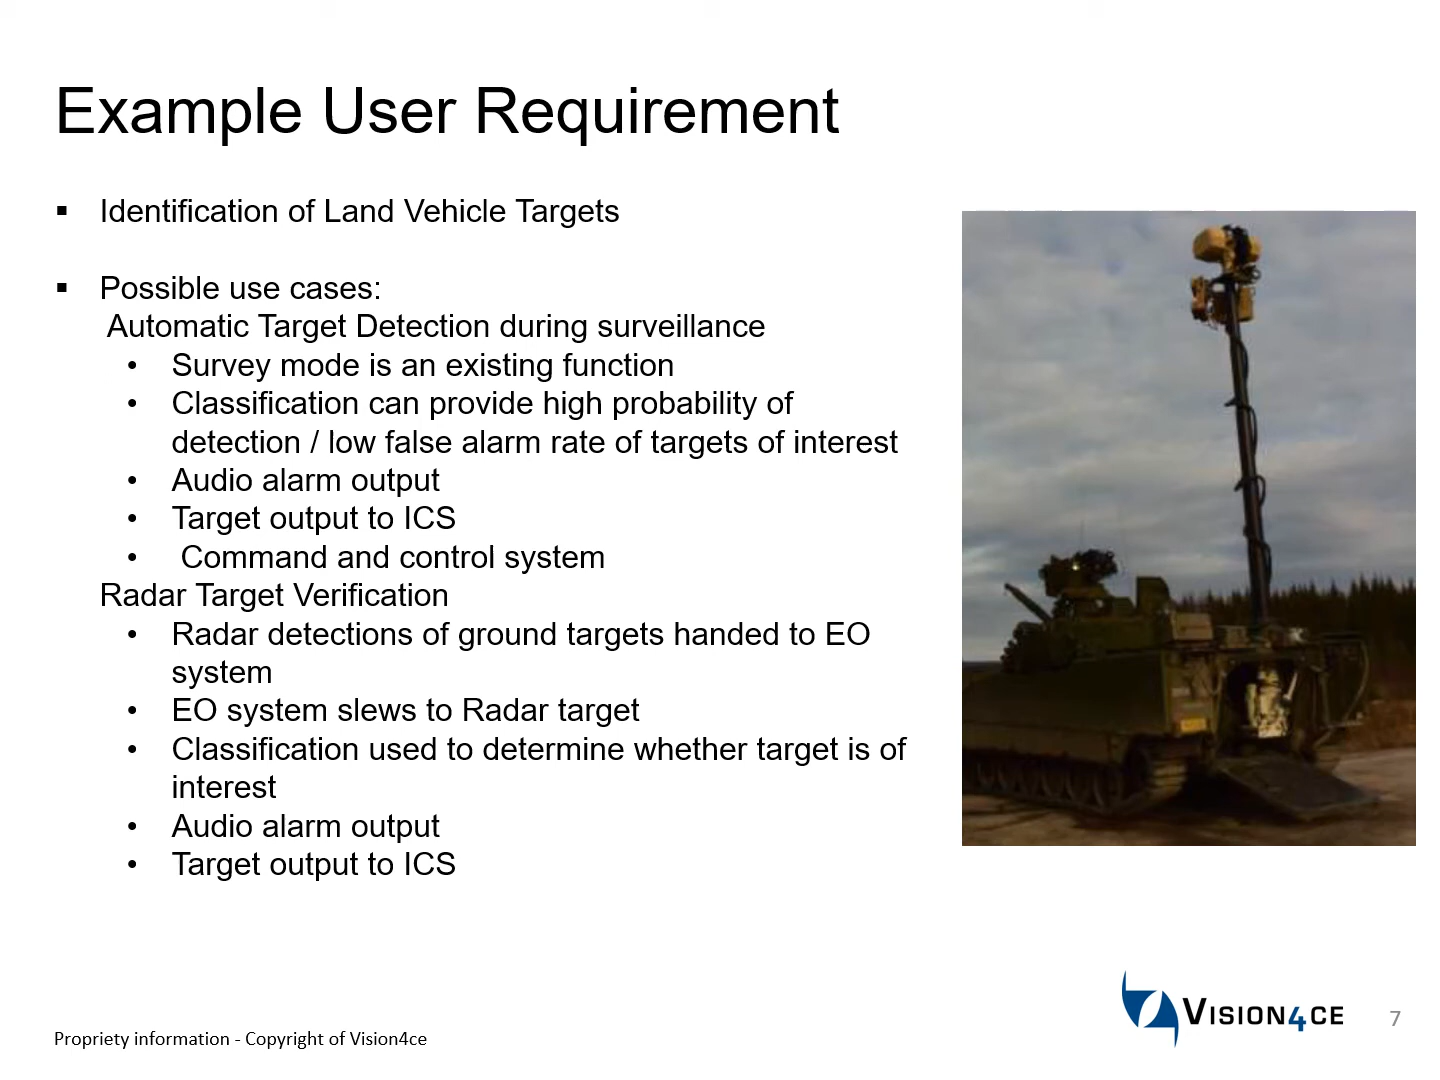 Example User Requirement
▪ Identification of Land Vehicle Targets
▪ Possible use cases:
Automatic Target Detection during surveillance
• Survey mode is an existing function
• Classification can provide high probability of
detection / low false alarm rate of targets of interest
• Audio alarm output
• Target output to ICS
• Command and control system
Radar Target Verification
• Radar detections of ground targets handed to EO
system
• EO system slews to Radar target
• Classification used to determine whether target is of
interest
• Audio alarm output
• Target output to ICS
VISION4CE
7
Propriety information - Copyright of Vision4ce